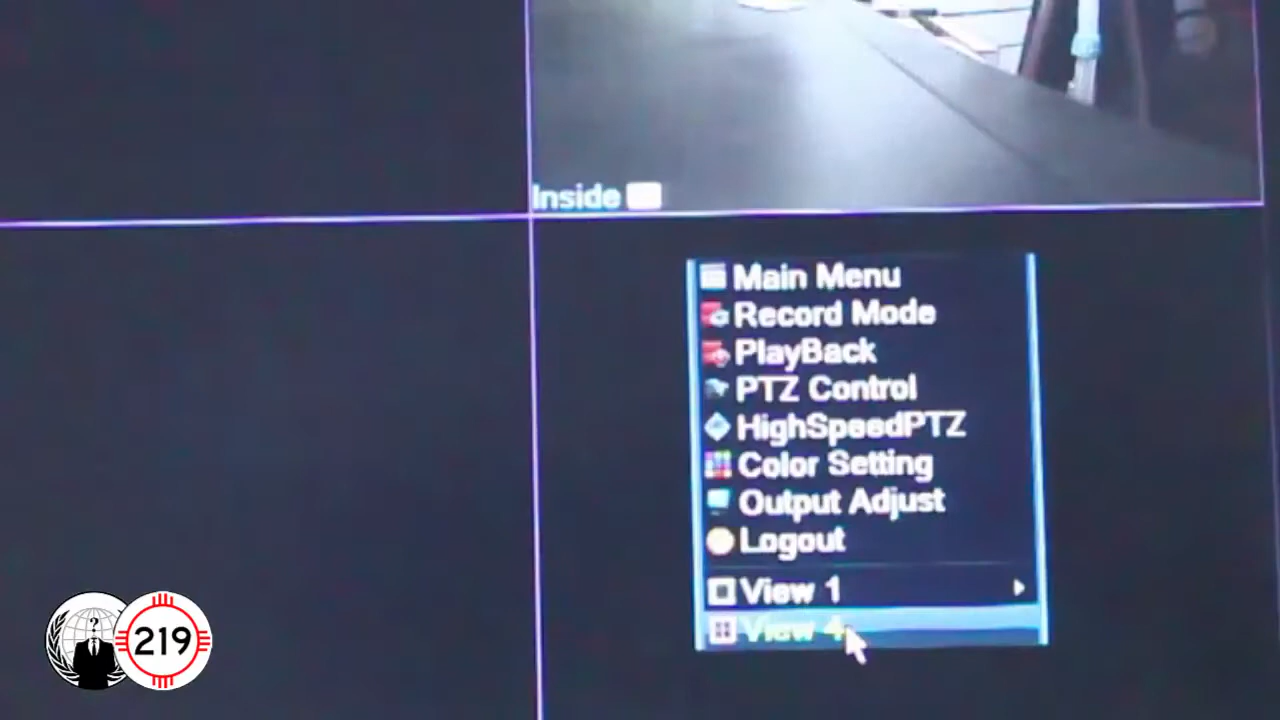 Inside
Main Menu
Record Mode
PlayBack
PTZ Control
HighSpeedPTZ
Color Setting
Output Adjust
Logout
View 1
View 4
?
219